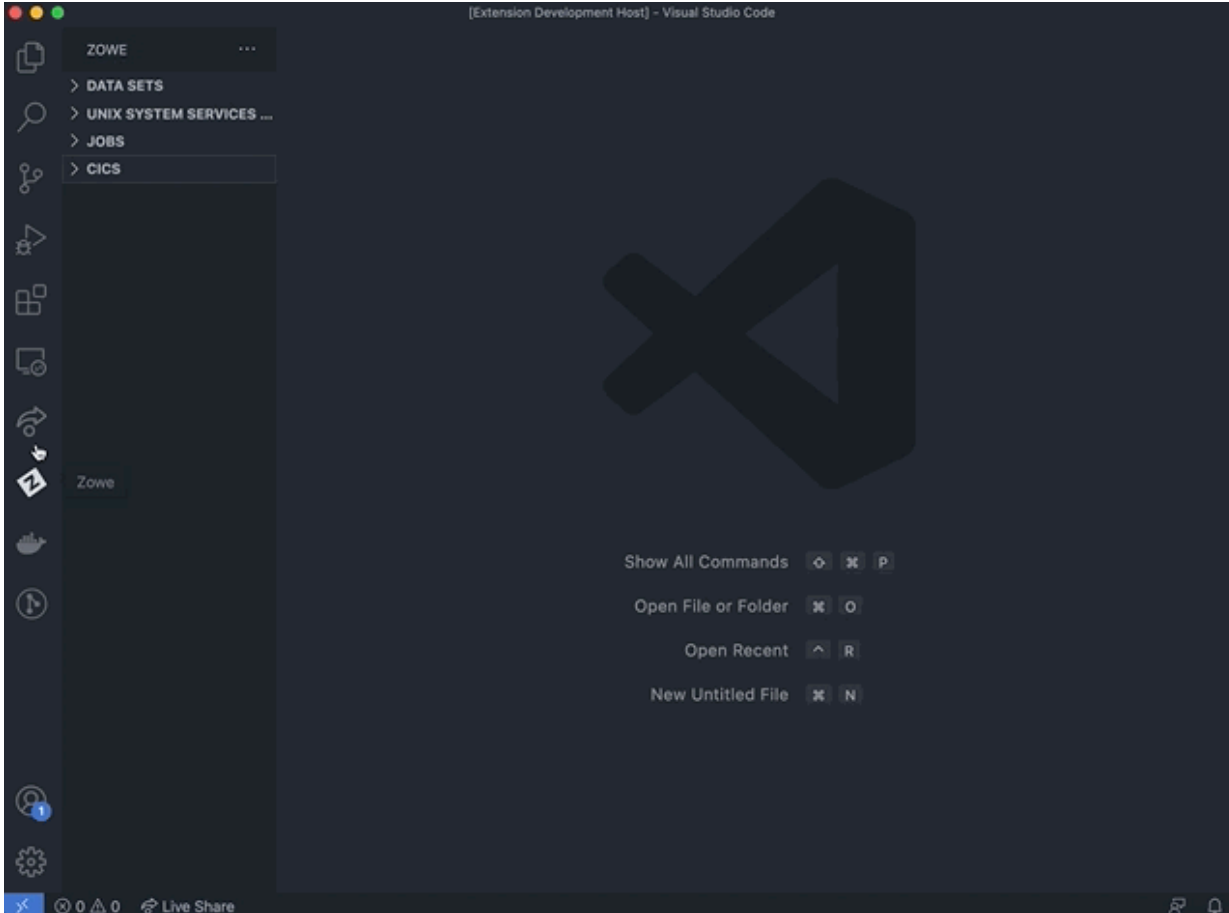 [Extension Development Host] - Visual Studio Code
ZOWE ...
DATA SETS
UNIX SYSTEM SERVICES ...
JOBS
CICS
Z
Zowe
Show All Commands ⇧ ⌘ P
Open File or Folder ⌘ O
Open Recent ^ R
New Untitled File ⌘ N
1
0 0 Live Share